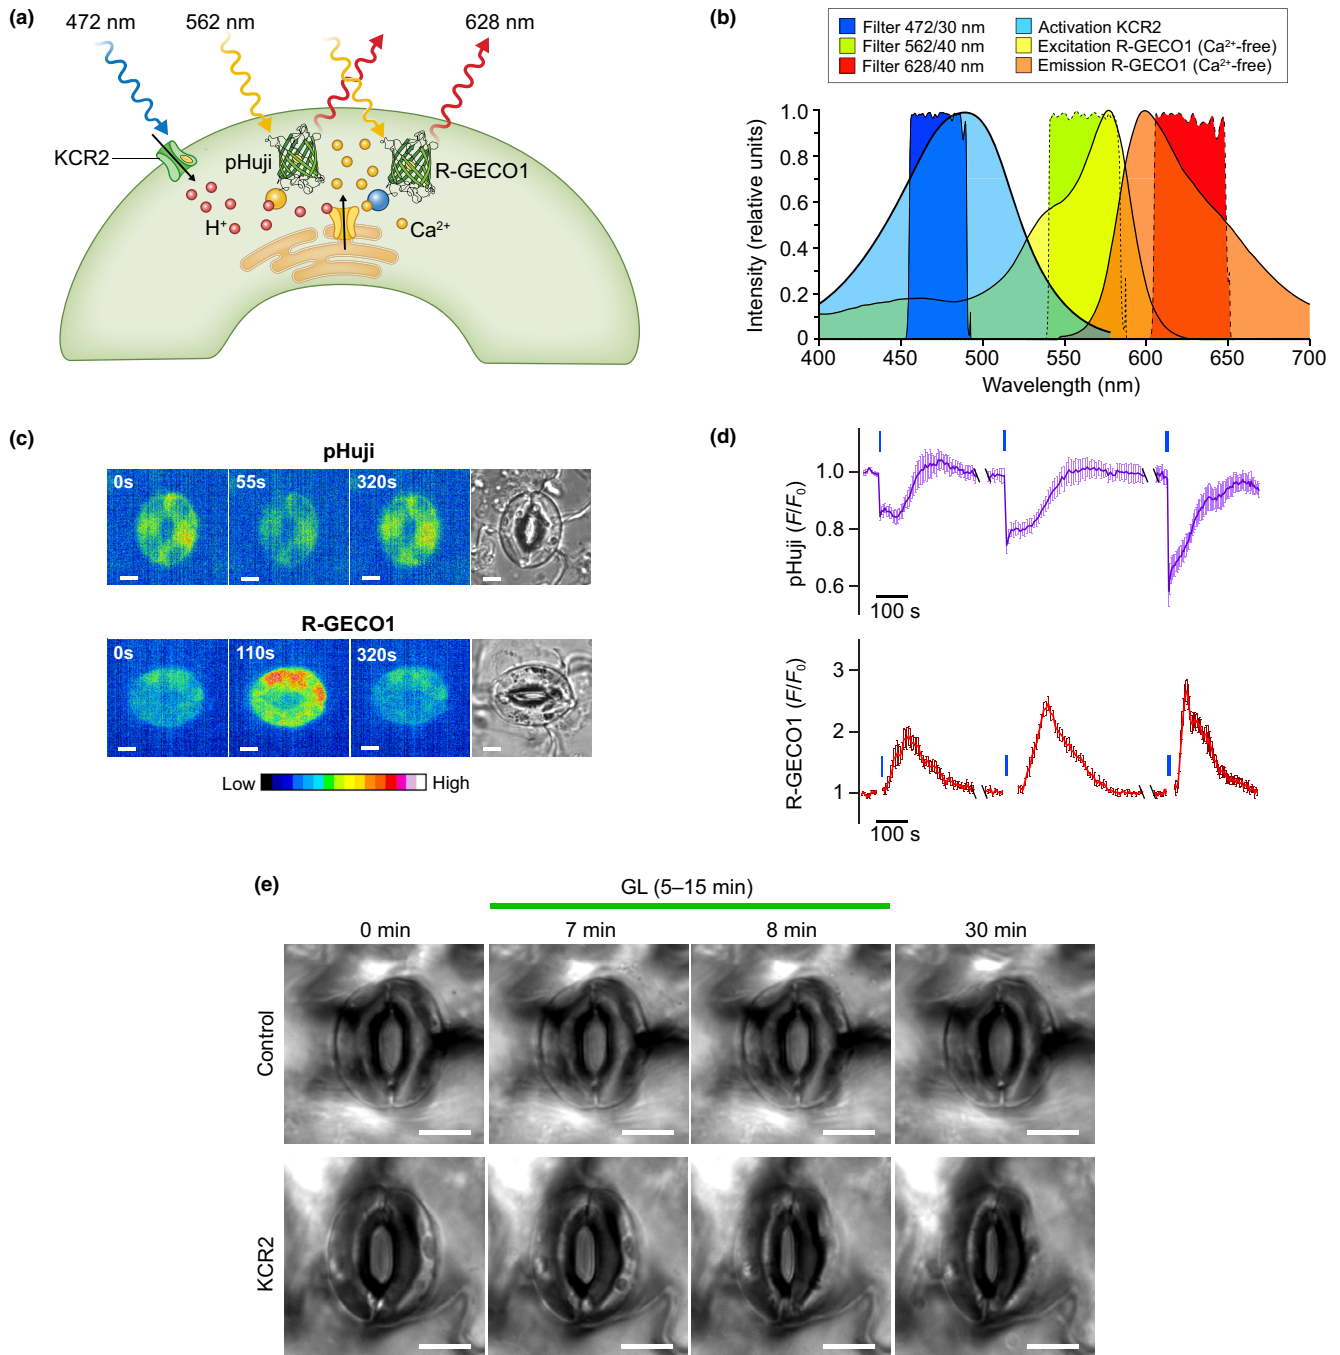 (a)
472 nm
562 nm
628 nm
KCR2
pHuji
R-GECO1
H⁺
Ca²⁺
(b)
Filter 472/30 nm
Filter 562/40 nm
Filter 628/40 nm
Activation KCR2
Excitation R-GECO1 (Ca²⁺-free)
Emission R-GECO1 (Ca²⁺-free)
Intensity (relative units)
1.0
0.8
0.6
0.4
0.2
0
400
450
500
550
600
650
700
Wavelength (nm)
(c)
pHuji
0s
55s
320s
R-GECO1
0s
110s
320s
Low
High
(d)
pHuji (F/F₀)
1.0
0.8
0.6
100 s
R-GECO1 (F/F₀)
3
2
1
100 s
(e)
GL (5–15 min)
0 min
7 min
8 min
30 min
Control
KCR2